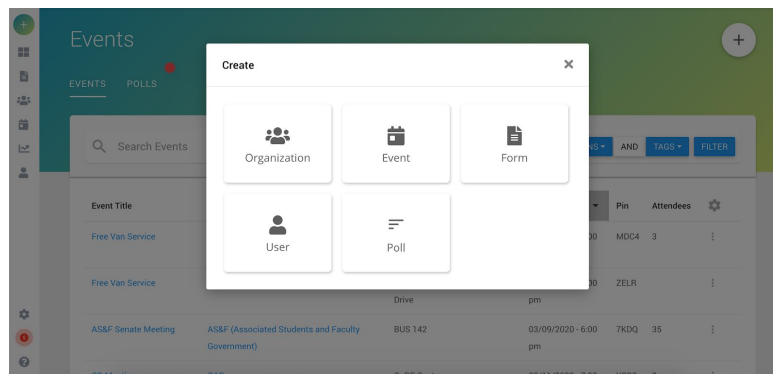 Events
EVENTS POLLS
Create ×
Organization Event Form
User Poll
Search Events
NS AND TAGS FILTER
Event Title Pin Attendees
Free Van Service 00 MDC4 3
Free Van Service 00 ZELR
Drive pm
AS&F Senate Meeting AS&F (Associated Students and Faculty BUS 142 03/09/2020 - 6:00 7KDQ 35
Government) pm